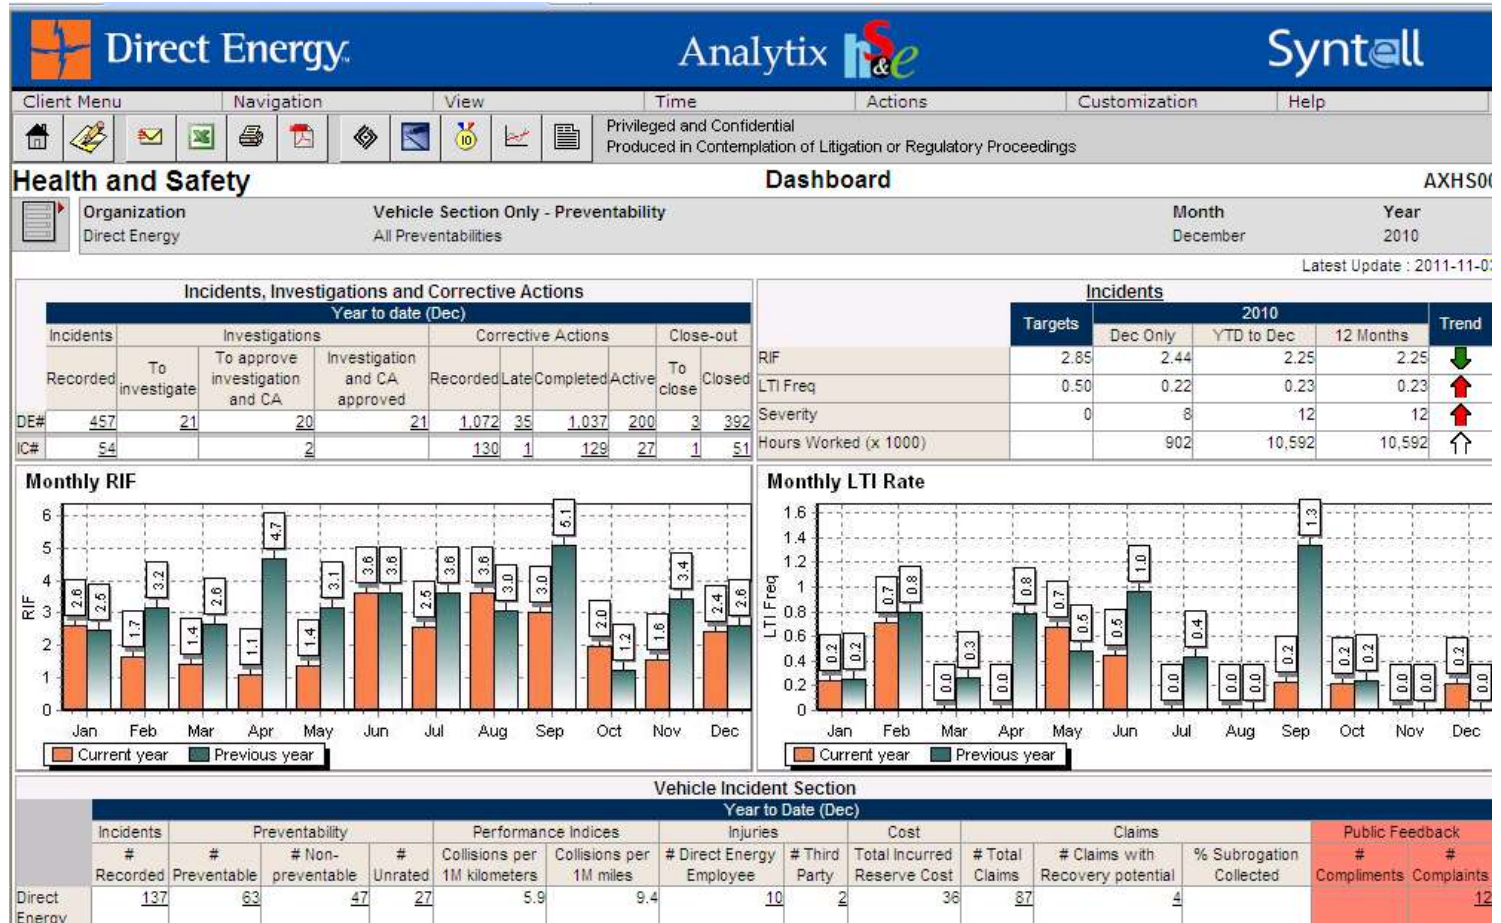 Direct Energy
Analytix hS&e
Syntell
Client Menu Navigation View Time Actions Customization Help
10
Privileged and Confidential
Produced in Contemplation of Litigation or Regulatory Proceedings
Health and Safety Dashboard
Organization Vehicle Section Only - Preventability Month Year
Direct Energy All Preventabilities December 2010
Latest Update : 2011-11-0
Incidents, Investigations and Corrective Actions
Year to date (Dec)
Incidents Investigations Corrective Actions Close-out
Recorded To investigate To approve investigation and CA Investigation and CA approved Recorded Late Completed Active To close Closed
DE# 457 21 20 21 1,072 35 1,037 200 3 392
IC# 54 2 130 1 129 27 1 51
Incidents
Targets 2010 Trend
Dec Only YTD to Dec 12 Months
RIF 2.85 2.44 2.25 2.25
LTI Freq 0.50 0.22 0.23 0.23
Severity 0 8 12 12
Hours Worked (x 1000) 902 10,592 10,592
Monthly RIF
RIF
6
5
4
3
2
1
0
2.6 2.5 1.7 3.2 1.4 2.6 1.1 4.7 1.4 3.1 3.6 3.6 2.5 3.6 3.6 3.0 3.0 5.1 2.0 1.2 1.6 3.4 2.4 2.6
Jan Feb Mar Apr May Jun Jul Aug Sep Oct Nov Dec
Current year Previous year
Monthly LTI Rate
LTI Freq
1.6
1.4
1.2
1
0.8
0.6
0.4
0.2
0
0.2 0.2 0.7 0.8 0.0 0.3 0.0 0.8 0.7 0.5 0.5 1.0 0.0 0.4 0.0 0.0 0.2 1.3 0.2 0.2 0.0 0.0 0.2 0.0
Jan Feb Mar Apr May Jun Jul Aug Sep Oct Nov Dec
Current year Previous year
Vehicle Incident Section
Year to Date (Dec)
Incidents Preventability Performance Indices Injuries Cost Claims Public Feedback
# Recorded # Preventable # Non-preventable # Unrated Collisions per 1M kilometers Collisions per 1M miles # Direct Energy Employee # Third Party Total Incurred Reserve Cost # Total Claims # Claims with Recovery potential % Subrogation Collected # Compliments # Complaints
Direct Energy 137 63 47 27 5.9 9.4 10 2 36 87 4 12